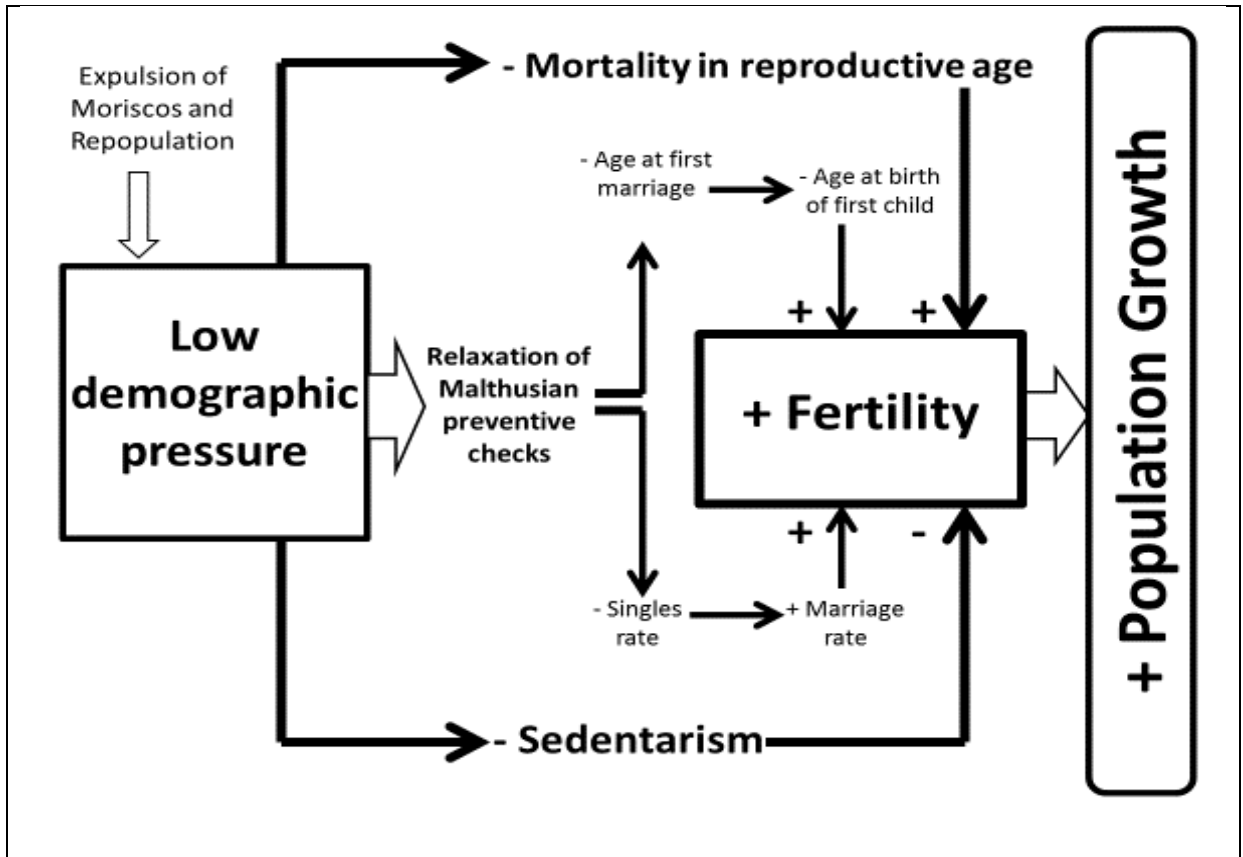 Expulsion of
Moriscos and
Repopulation
- Mortality in reproductive age
- Age at first
marriage
- Age at birth
of first child
Low
demographic
pressure
Relaxation of
Malthusian
preventive
checks
+
+
+ Fertility
+
-
- Singles
rate
+ Marriage
rate
- Sedentarism
+ Population Growth